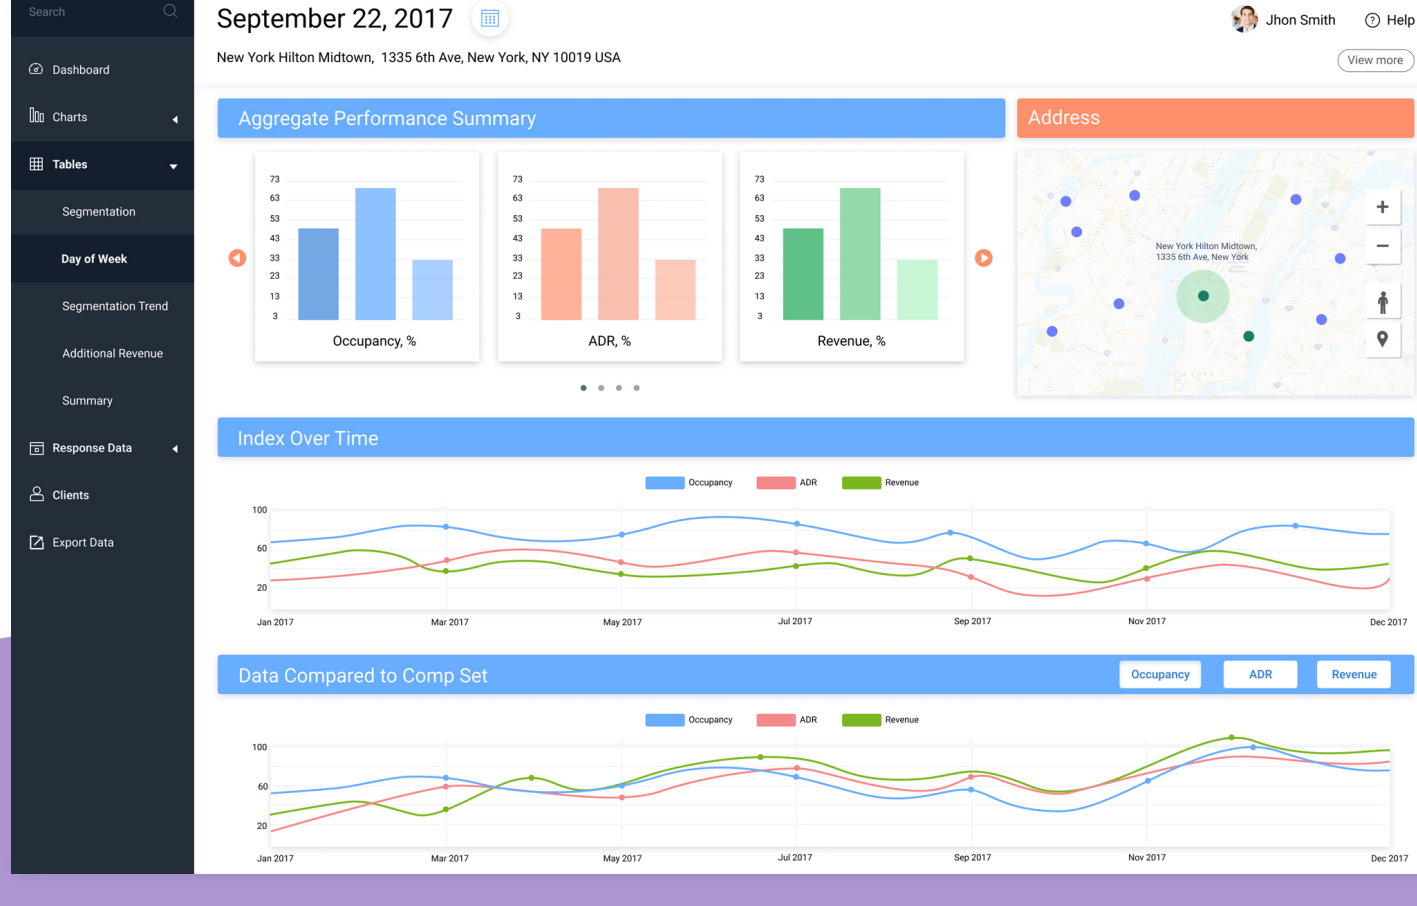 Search
September 22, 2017
Jhon Smith
Help
New York Hilton Midtown, 1335 6th Ave, New York, NY 10019 USA
View more
Dashboard
Charts
Tables
Segmentation
Day of Week
Segmentation Trend
Additional Revenue
Summary
Response Data
Clients
Export Data
Aggregate Performance Summary
73
63
53
43
33
23
13
3
Occupancy, %
73
63
53
43
33
23
13
3
ADR, %
73
63
53
43
33
23
13
3
Revenue, %
Address
New York Hilton Midtown,
1335 6th Ave, New York
MANHATTAN
NEW YORK
Index Over Time
Occupancy
ADR
Revenue
100
60
20
Jan 2017
Mar 2017
May 2017
Jul 2017
Sep 2017
Nov 2017
Dec 2017
Data Compared to Comp Set
Occupancy
ADR
Revenue
Occupancy
ADR
Revenue
100
60
20
Jan 2017
Mar 2017
May 2017
Jul 2017
Sep 2017
Nov 2017
Dec 2017